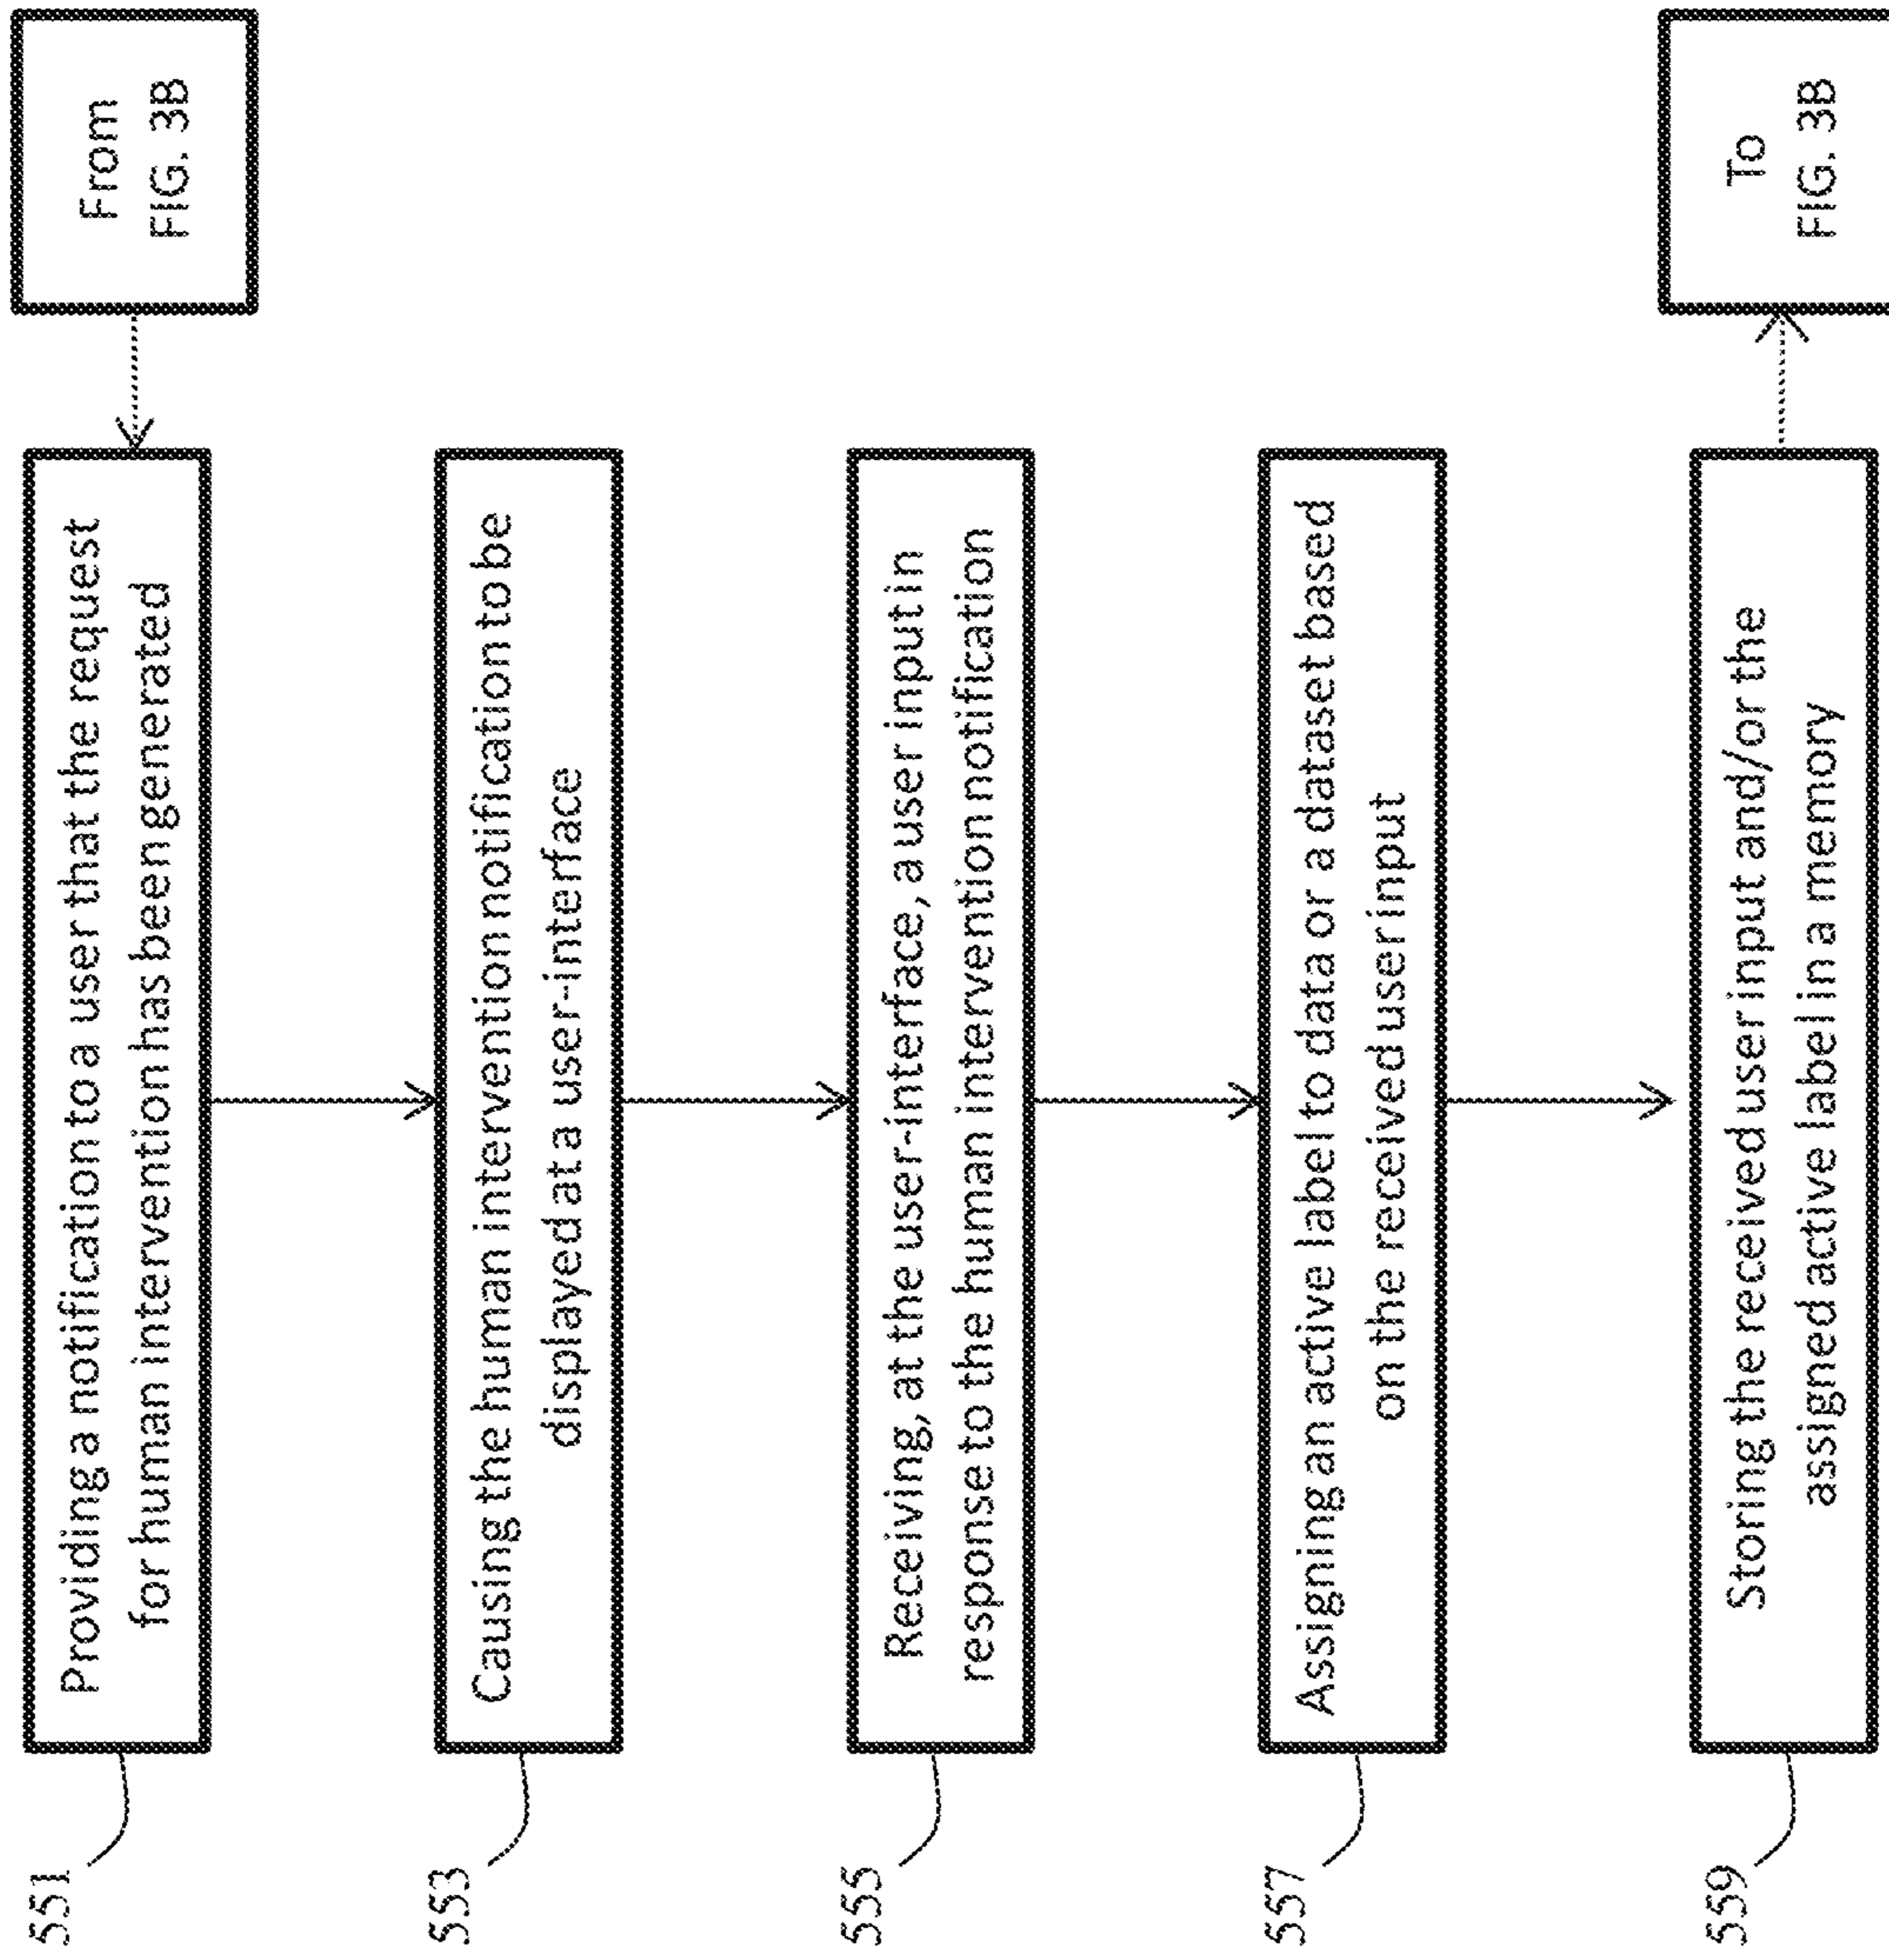 From
FIG. 3B
551
Providing a notification to a user that the request
for human intervention has been generated
553
Causing the human intervention notification to be
displayed at a user-interface
555
Receiving, at the user-interface, a user input in
response to the human intervention notification
557
Assigning an active label to data or a dataset based
on the received user input
559
Storing the received user input and/or the
assigned active label in a memory
To
FIG. 3B